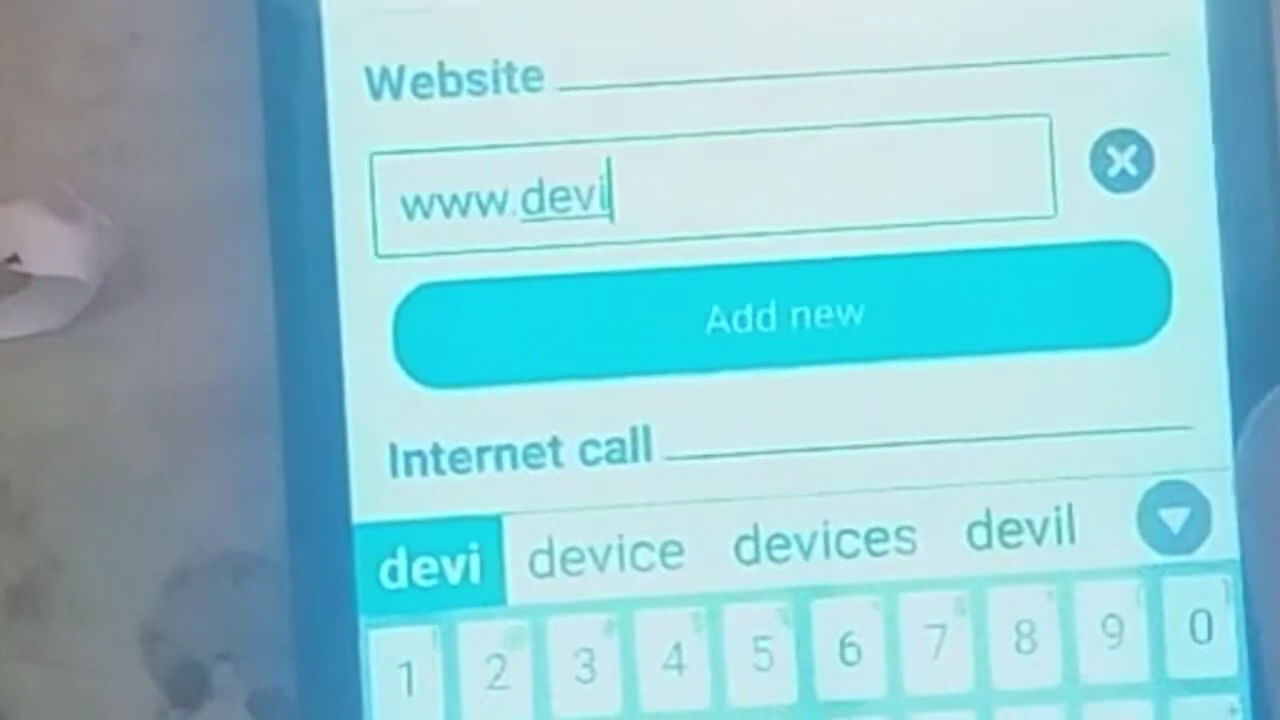 Website
www.devi
Add new
Internet call
devi device devices devil
1 2 3 4 5 6 7 8 9 0